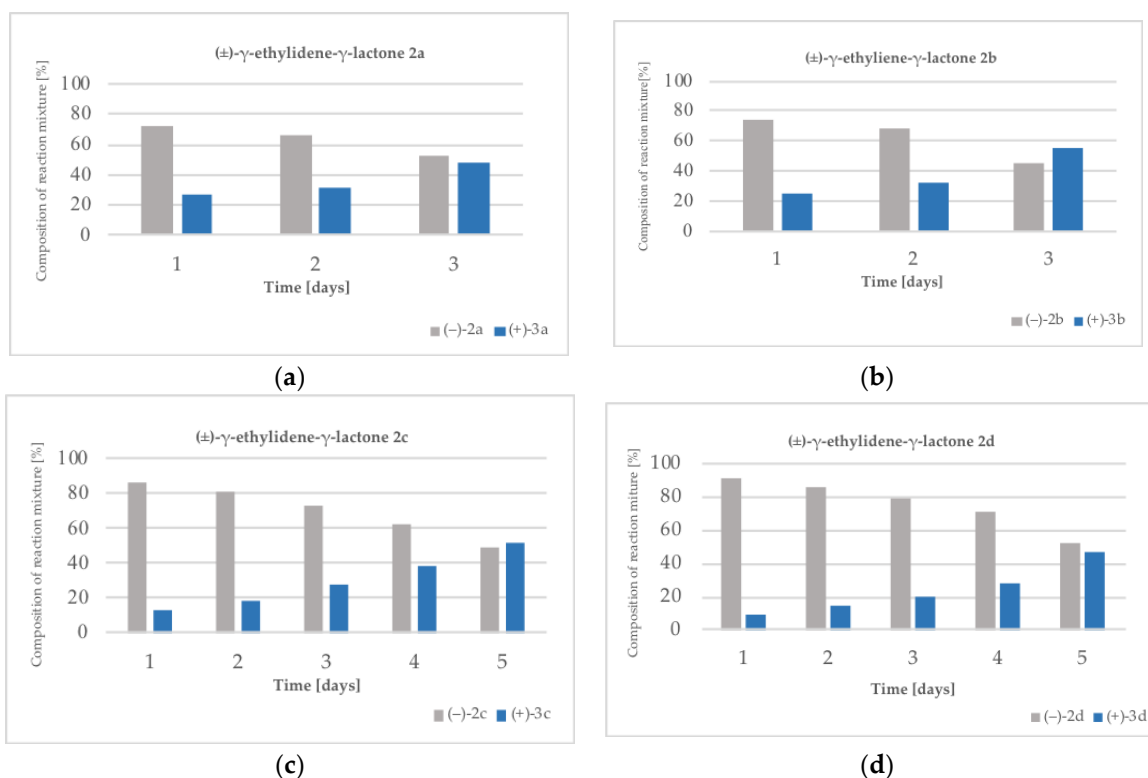 (±)-γ-ethylidene-γ-lactone 2a
Composition of reaction mixture [%]
100
80
60
40
20
0
1 2 3
Time [days]
(−)-2a (+)-3a
(a)
(±)-γ-ethyliene-γ-lactone 2b
Composition of reaction mixture [%]
100
80
60
40
20
0
1 2 3
Time [days]
(−)-2b (+)-3b
(b)
(±)-γ-ethylidene-γ-lactone 2c
Composition of reaction mixture [%]
100
80
60
40
20
0
1 2 3 4 5
Time [days]
(−)-2c (+)-3c
(c)
(±)-γ-ethylidene-γ-lactone 2d
Composition of reaction miture [%]
100
80
60
40
20
0
1 2 3 4 5
Time [days]
(−)-2d (+)-3d
(d)